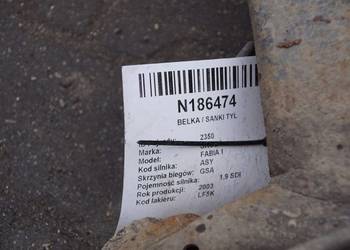 N186474
BELKA / SANKI TYŁ
2350
Marka:
Model: FABIA I
Kod silnika: ASY
Skrzynia biegów: GSA
Pojemność silnika: 1.9 SDI
Rok produkcji: 2003
Kod lakieru: LF5K